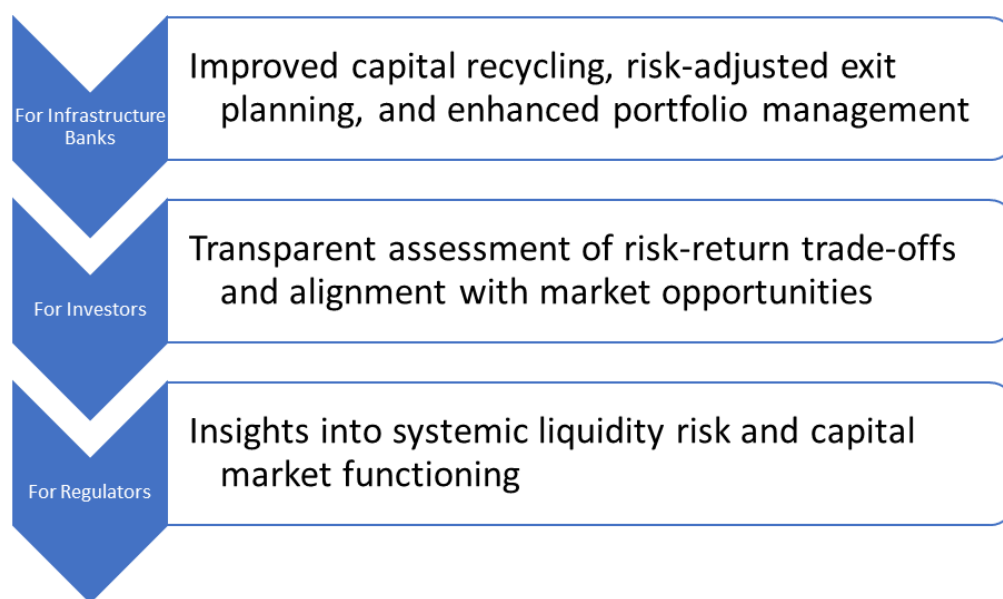 For Infrastructure
Banks
Improved capital recycling, risk-adjusted exit
planning, and enhanced portfolio management
For Investors
Transparent assessment of risk-return trade-offs
and alignment with market opportunities
For Regulators
Insights into systemic liquidity risk and capital
market functioning